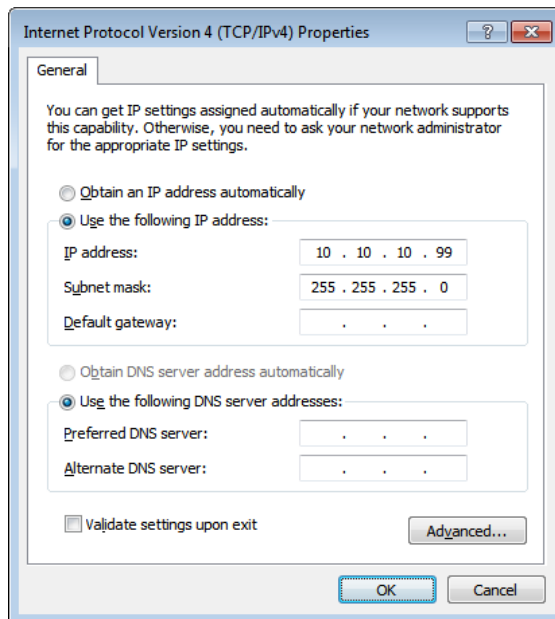 Internet Protocol Version 4 (TCP/IPv4) Properties
?
General
You can get IP settings assigned automatically if your network supports
this capability. Otherwise, you need to ask your network administrator
for the appropriate IP settings.
Obtain an IP address automatically
Use the following IP address:
IP address: 10 . 10 . 10 . 99
Subnet mask: 255 . 255 . 255 . 0
Default gateway: . . .
Obtain DNS server address automatically
Use the following DNS server addresses:
Preferred DNS server: . . .
Alternate DNS server: . . .
Validate settings upon exit
Advanced...
OK Cancel